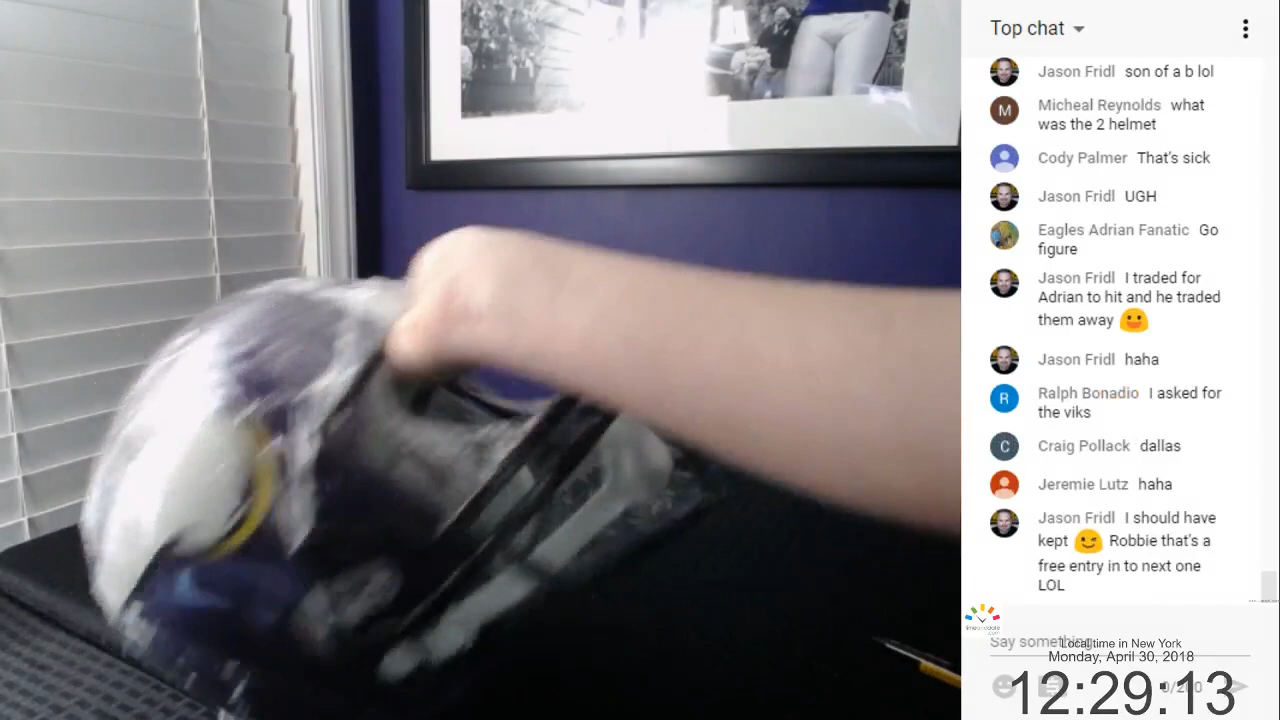 Top chat
Jason Fridl son of a b lol
M
Micheal Reynolds what
was the 2 helmet
Cody Palmer That's sick
Jason Fridl UGH
Eagles Adrian Fanatic Go
figure
Jason Fridl I traded for
Adrian to hit and he traded
them away
Jason Fridl haha
R
Ralph Bonadio I asked for
the viks
C
Craig Pollack dallas
Jeremie Lutz haha
Jason Fridl I should have
kept Robbie that's a
free entry in to next one
LOL
Say something...
Local time in New York
Monday, April 30, 2018
0/200
12:29:13